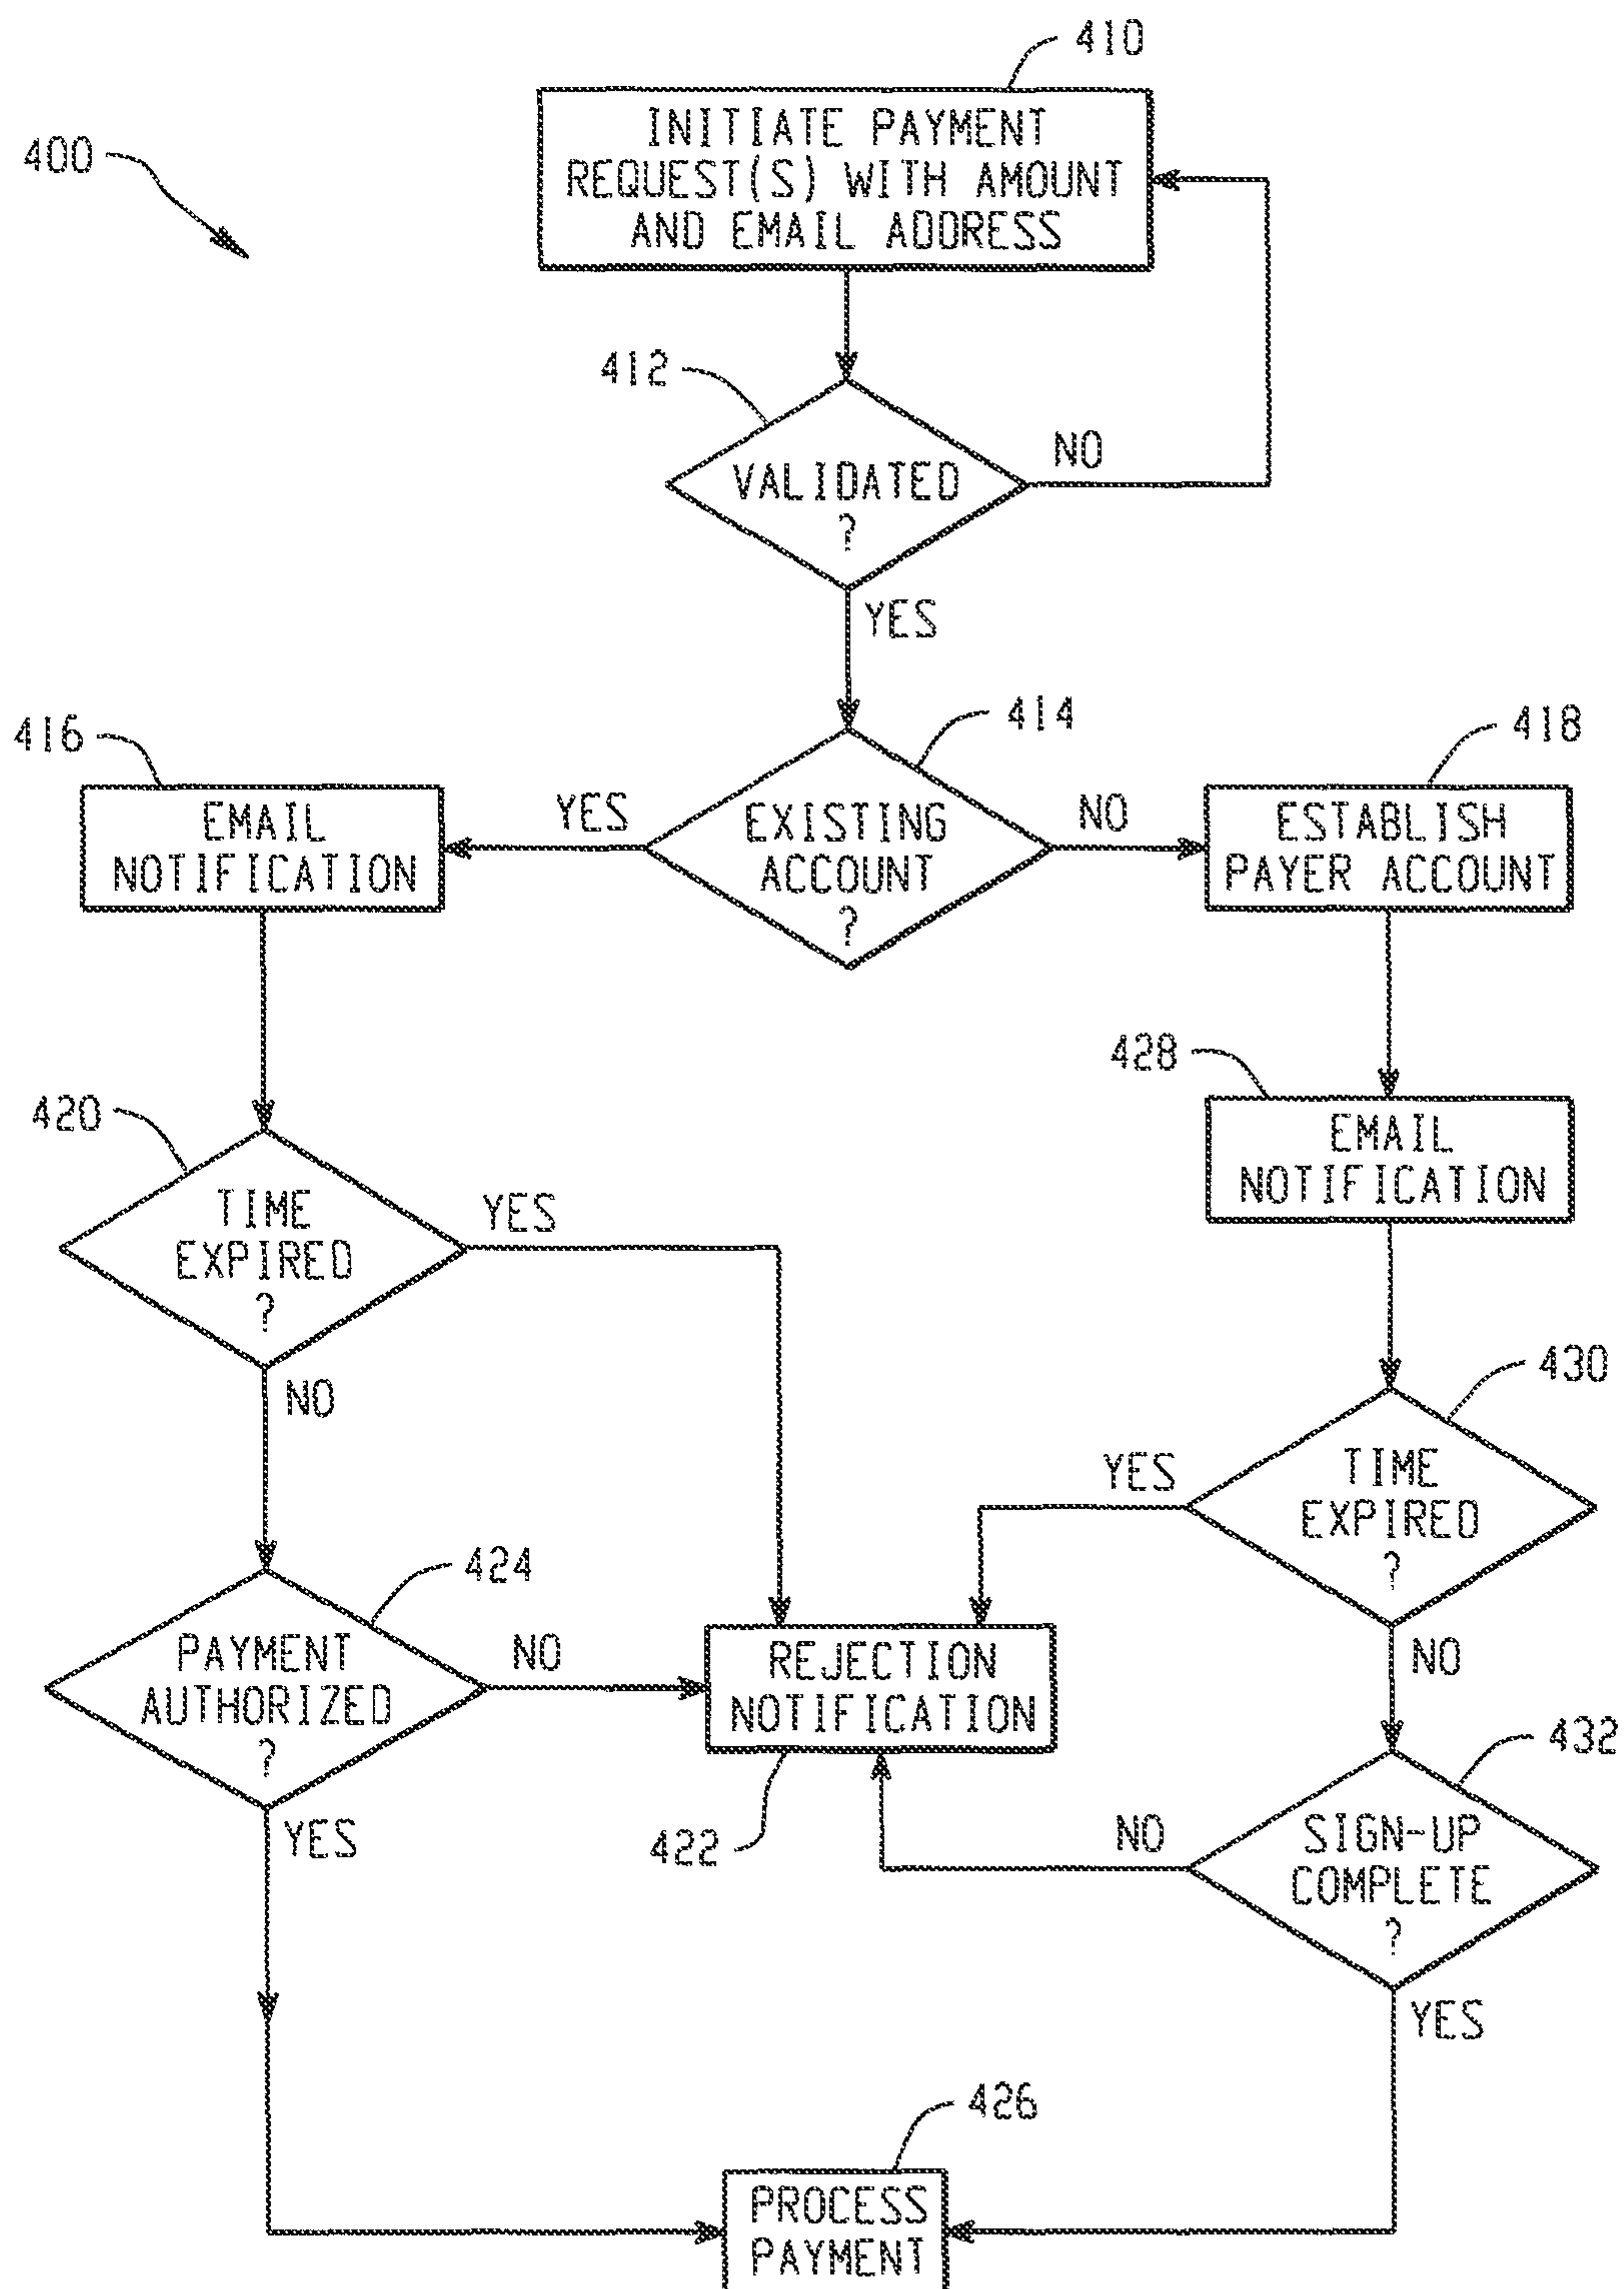 410
400
INITIATE PAYMENT
REQUEST(S) WITH AMOUNT
AND EMAIL ADDRESS
412
VALIDATED
?
NO
YES
414
416
418
EMAIL
NOTIFICATION
YES
EXISTING
ACCOUNT
?
NO
ESTABLISH
PAYER ACCOUNT
428
EMAIL
NOTIFICATION
420
TIME
EXPIRED
?
YES
NO
430
TIME
EXPIRED
?
YES
NO
424
PAYMENT
AUTHORIZED
?
NO
YES
REJECTION
NOTIFICATION
422
432
SIGN-UP
COMPLETE
?
NO
YES
426
PROCESS
PAYMENT